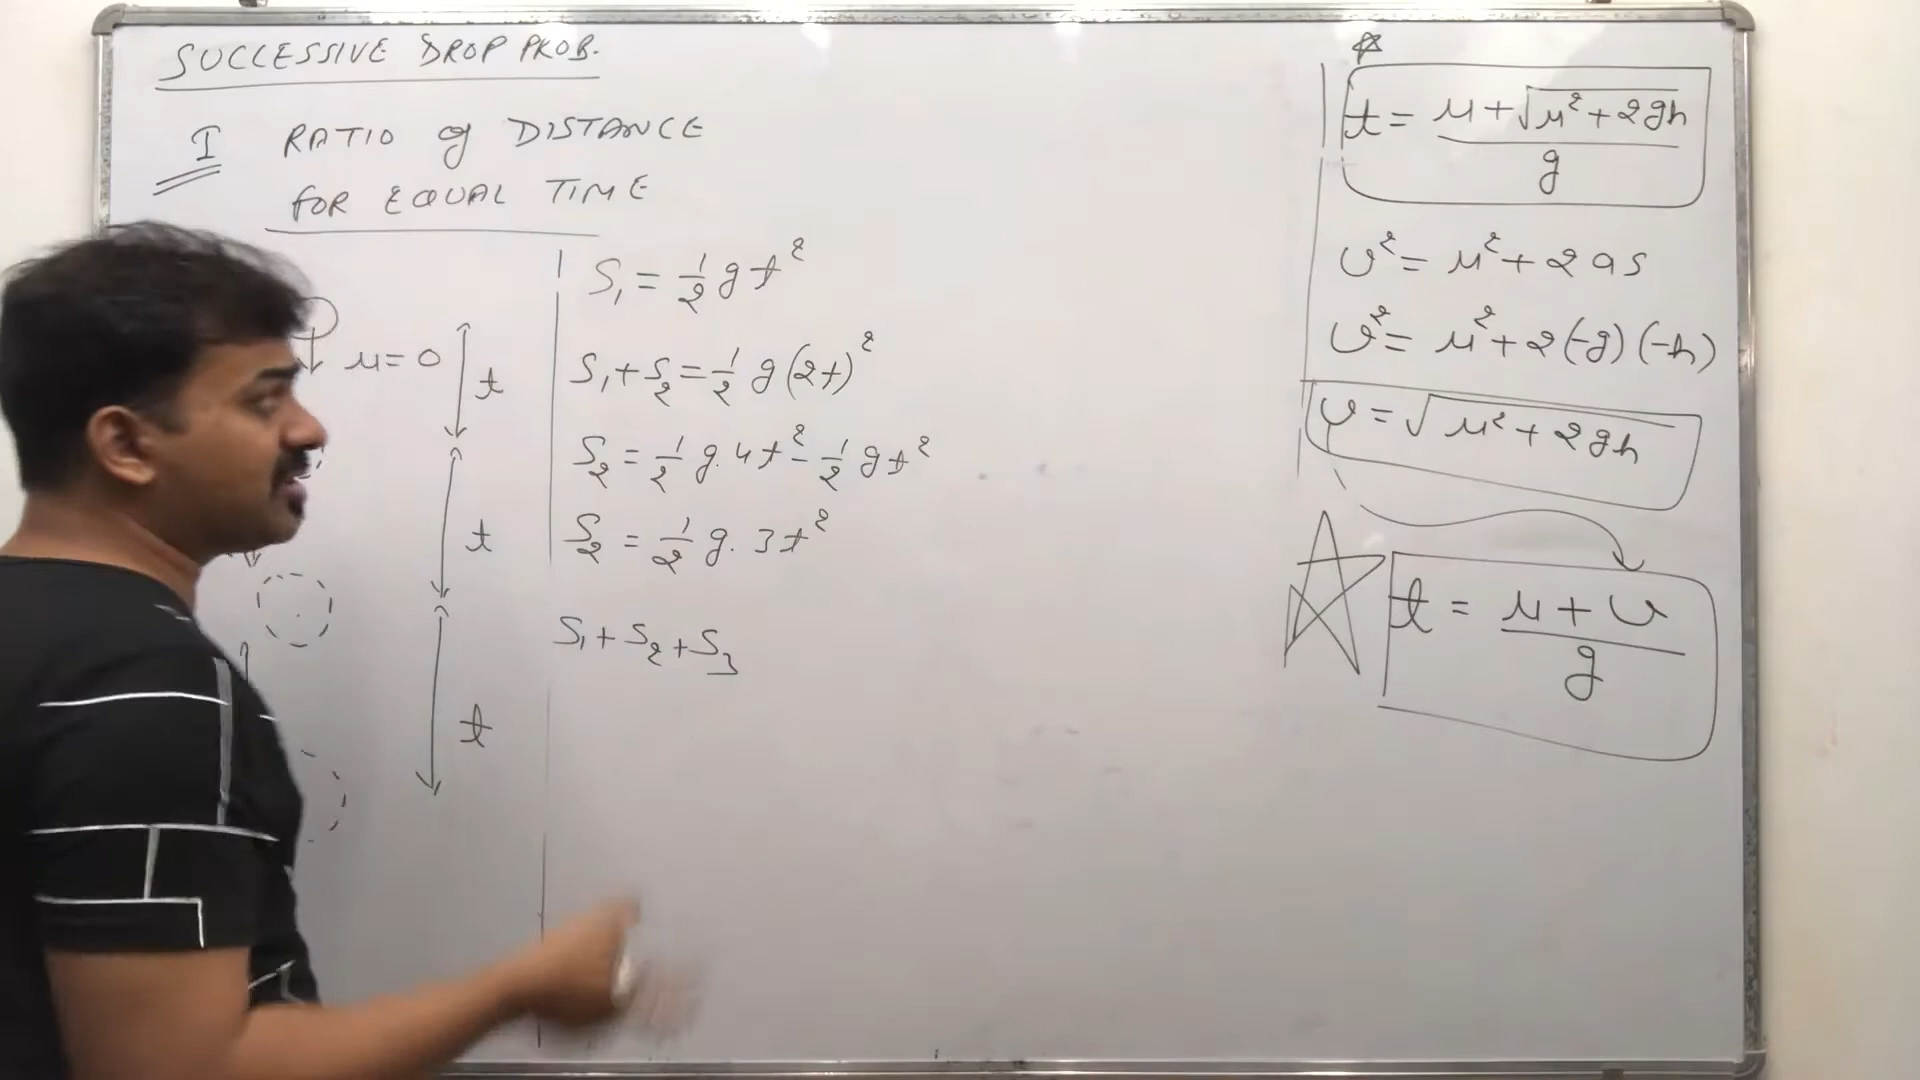 SUCCESSIVE DROP PROB.
I RATIO of DISTANCE
FOR EQUAL TIME
u = 0
t
t
t
S₁ = 1/2 g t²
S₁ + S₂ = 1/2 g (2t)²
S₂ = 1/2 g. 4t² - 1/2 g t²
S₂ = 1/2 g. 3t²
S₁ + S₂ + S₃
t = (u + √(u² + 2gh)) / g
v² = u² + 2as
v² = u² + 2(-g)(-h)
v = √(u² + 2gh)
t = (u + v) / g